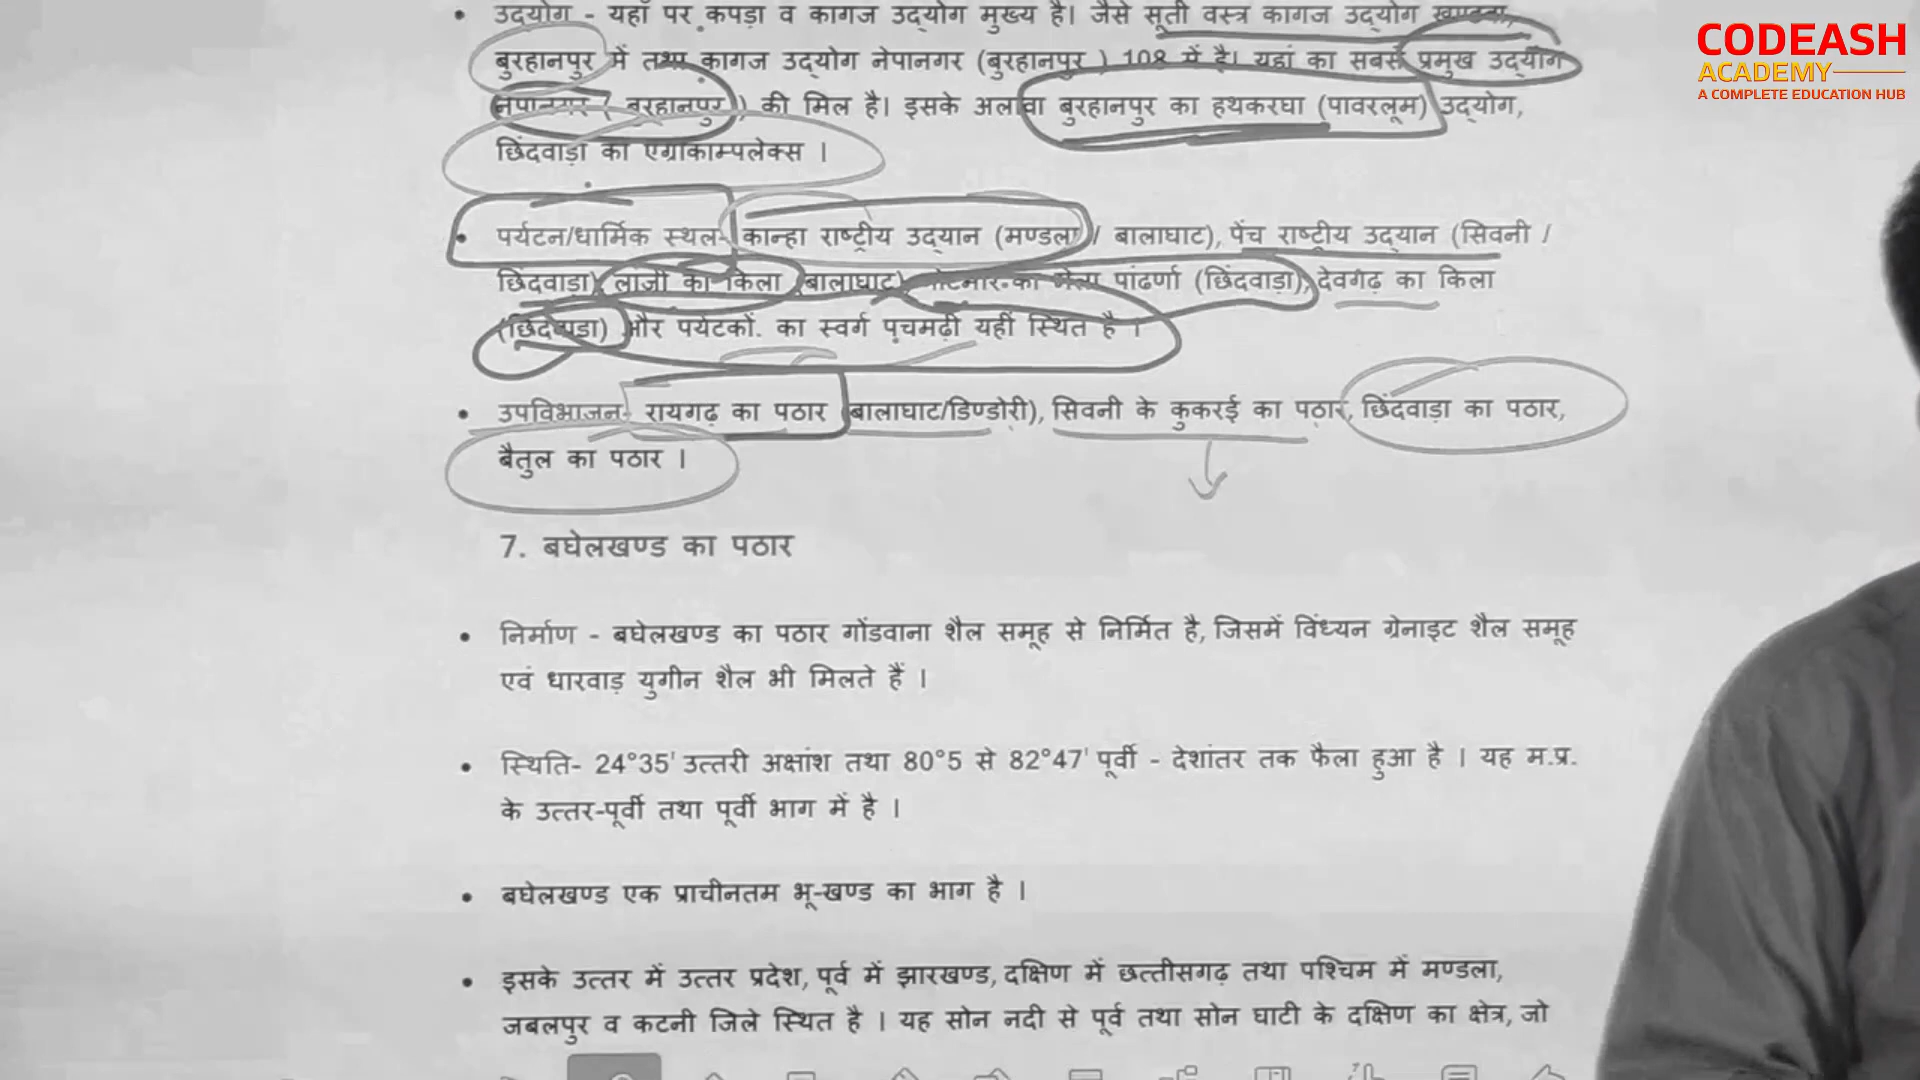 CODEASH
ACADEMY
A COMPLETE EDUCATION HUB
• उद्योग - यहाँ पर कपड़ा व कागज उद्योग मुख्य है। जैसे सूती वस्त्र कागज उद्योग खण्डवा,
बुरहानपुर में तथा कागज उद्योग नेपानगर (बुरहानपुर ) 108 में है। यहां का सबसे प्रमुख उद्योग
नेपानगर ( बुरहानपुर ) की मिल है। इसके अलावा बुरहानपुर का हथकरघा (पावरलूम) उद्योग,
छिंदवाड़ा का एग्रोकाम्पलेक्स ।
• पर्यटन/धार्मिक स्थल- कान्हा राष्ट्रीय उद्यान (मण्डला / बालाघाट), पेंच राष्ट्रीय उद्यान (सिवनी /
छिंदवाडा) लांजी का किला (बालाघाट) मेला पांढर्णा (छिंदवाड़ा), देवगढ़ का किला
(छिंदवाडा) और पर्यटकों. का स्वर्ग पचमढ़ी यहीं स्थित है ।
• उपविभाजन- रायगढ़ का पठार (बालाघाट/डिण्डोरी), सिवनी के कुकरई का पठार, छिंदवाड़ा का पठार,
बैतुल का पठार ।
7. बघेलखण्ड का पठार
• निर्माण - बघेलखण्ड का पठार गोंडवाना शैल समूह से निर्मित है, जिसमें विंध्यन ग्रेनाइट शैल समूह
एवं धारवाड़ युगीन शैल भी मिलते हैं ।
• स्थिति- 24°35' उत्तरी अक्षांश तथा 80°5 से 82°47' पूर्वी - देशांतर तक फैला हुआ है । यह म.प्र.
के उत्तर-पूर्वी तथा पूर्वी भाग में है ।
• बघेलखण्ड एक प्राचीनतम भू-खण्ड का भाग है ।
• इसके उत्तर में उत्तर प्रदेश, पूर्व में झारखण्ड, दक्षिण में छत्तीसगढ़ तथा पश्चिम में मण्डला,
जबलपुर व कटनी जिले स्थित है । यह सोन नदी से पूर्व तथा सोन घाटी के दक्षिण का क्षेत्र, जो